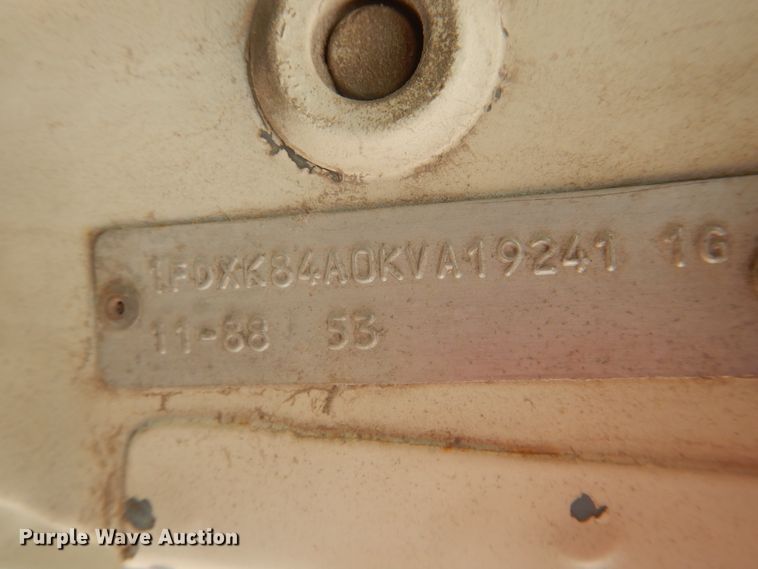 1FDXK84A0KVA19241 1G
11-88 53
Purple Wave Auction